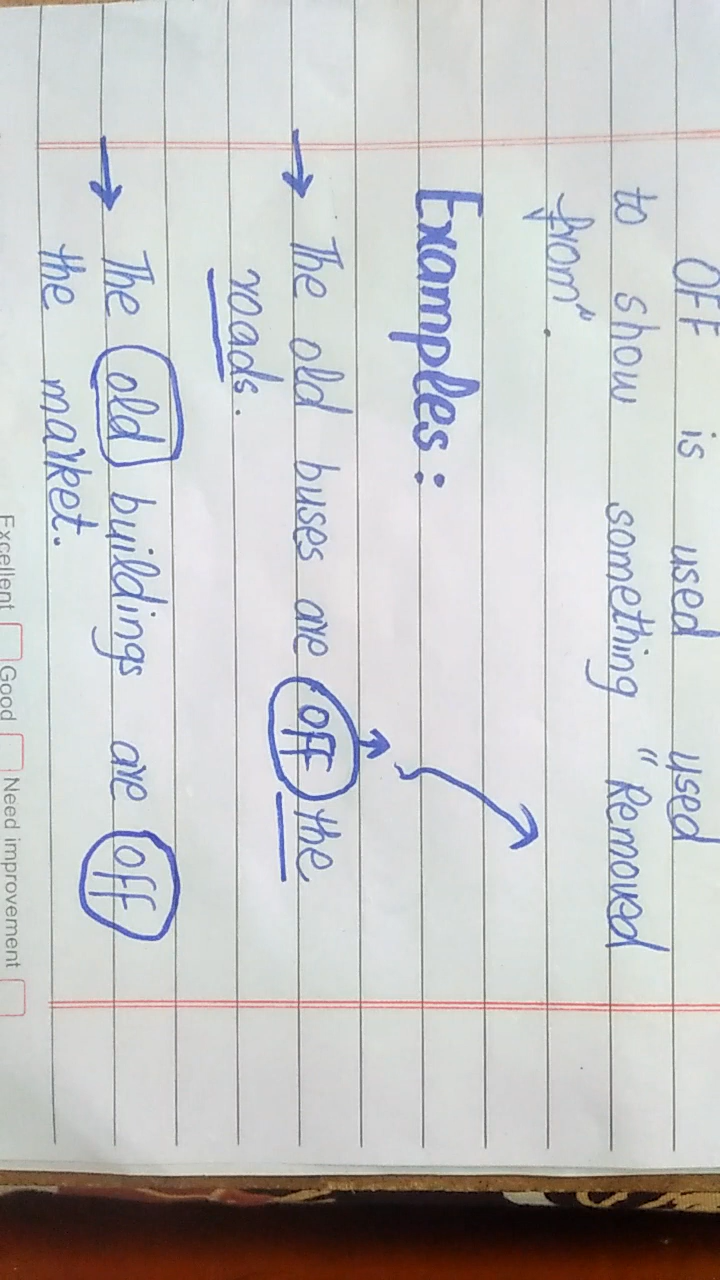 OFF is used used
to show something "Removed
from".
Examples:
→ The old buses are off the
roads.
→ The old buildings are off
the market.
Excellent Good Need improvement